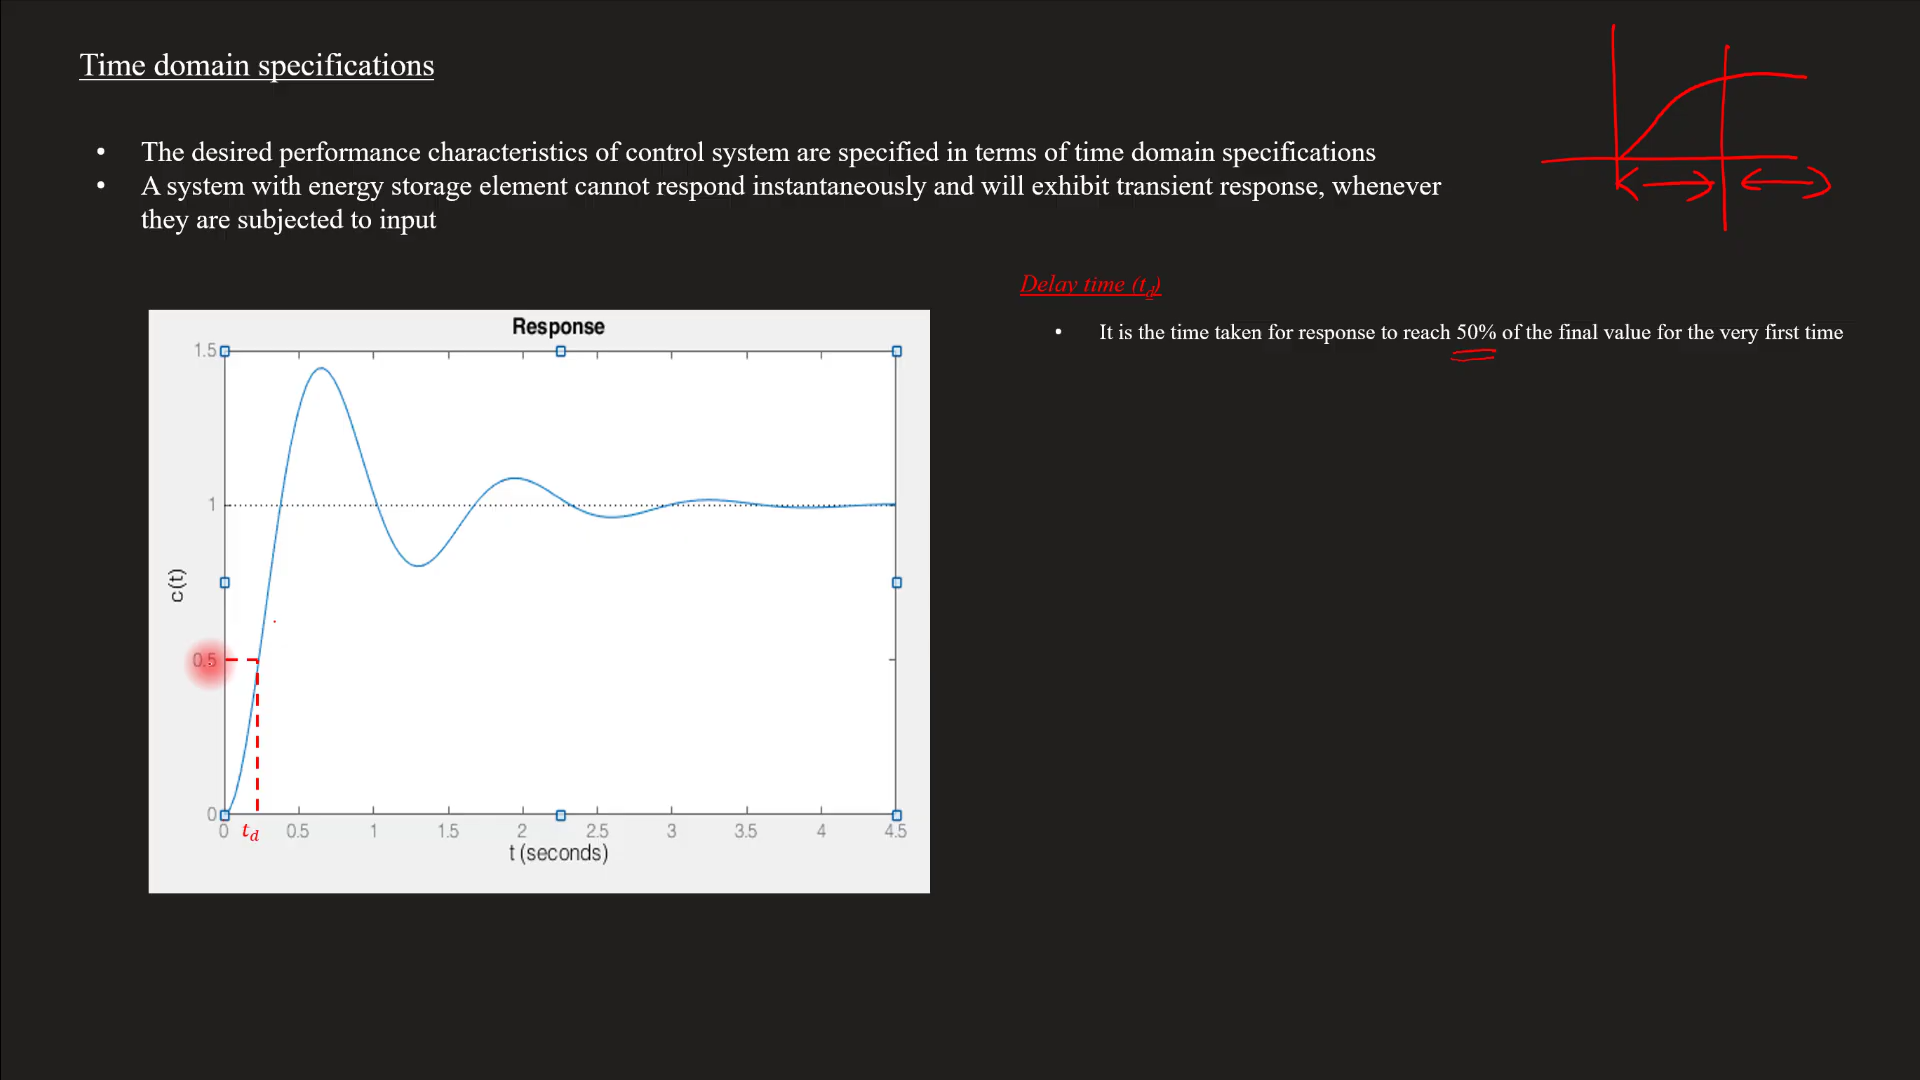 Time domain specifications
• The desired performance characteristics of control system are specified in terms of time domain specifications
• A system with energy storage element cannot respond instantaneously and will exhibit transient response, whenever
they are subjected to input
Delay time (td)
• It is the time taken for response to reach 50% of the final value for the very first time
Response
1.5
1
c(t)
0.5
0
0 td 0.5 1 1.5 2 2.5 3 3.5 4 4.5
t (seconds)